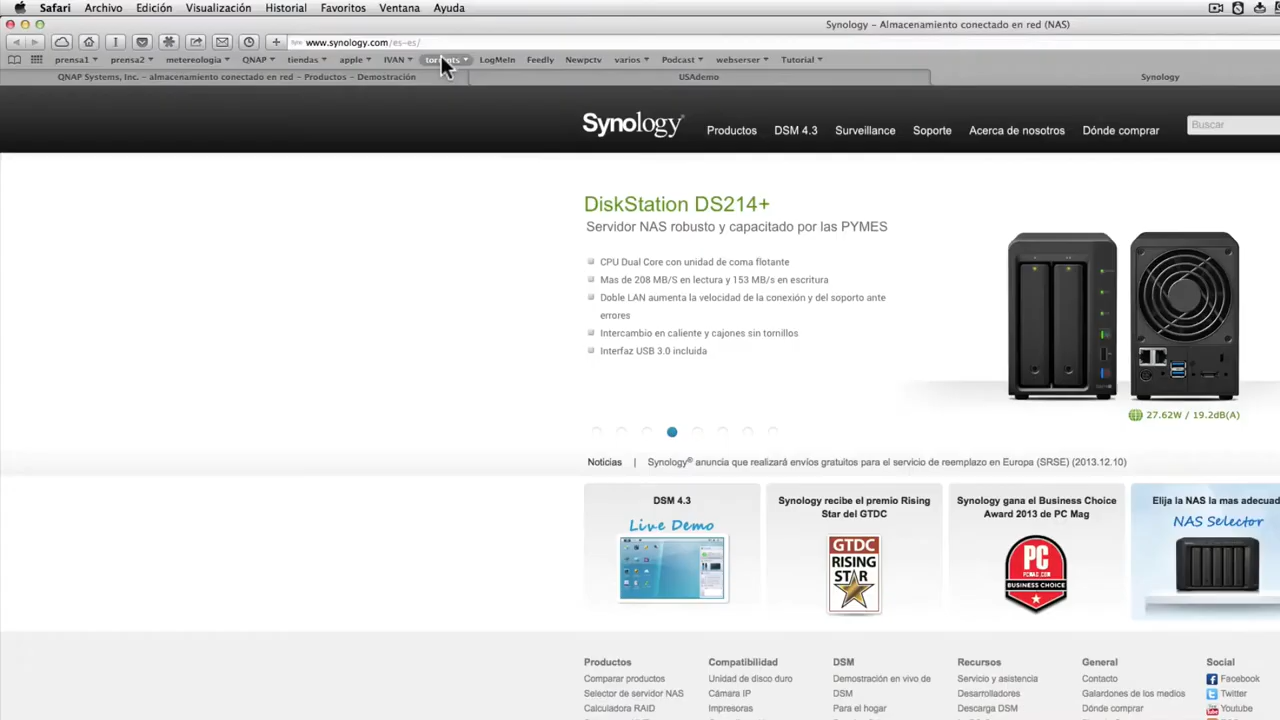 Safari Archivo Edición Visualización Historial Favoritos Ventana Ayuda
Synology – Almacenamiento conectado en red (NAS)
www.synology.com/es-es/
prensa1 prensa2 metereologia QNAP tiendas apple IVAN torrents LogMeIn Feedly Newpctv varios Podcast webserser Tutorial
QNAP Systems, Inc. – almacenamiento conectado en red – Productos – Demostración USAdemo Synology
Synology Productos DSM 4.3 Surveillance Soporte Acerca de nosotros Dónde comprar Buscar
DiskStation DS214+
Servidor NAS robusto y capacitado por las PYMES
CPU Dual Core con unidad de coma flotante
Mas de 208 MB/S en lectura y 153 MB/s en escritura
Doble LAN aumenta la velocidad de la conexión y del soporte ante
errores
Intercambio en caliente y cajones sin tornillos
Interfaz USB 3.0 incluida
27.62W / 19.2dB(A)
Noticias | Synology® anuncia que realizará envíos gratuitos para el servicio de reemplazo en Europa (SRSE) (2013.12.10)
DSM 4.3
Live Demo
Synology recibe el premio Rising
Star del GTDC
GTDC
RISING
STAR
Synology gana el Business Choice
Award 2013 de PC Mag
PC
PCMAG.COM
BUSINESS CHOICE
Elija la NAS la mas adecuad
NAS Selector
Productos Compatibilidad DSM Recursos General Social
Comparar productos Unidad de disco duro Demostración en vivo de Servicio y asistencia Contacto Facebook
Selector de servidor NAS Cámara IP DSM Desarrolladores Galardones de los medios Twitter
Calculadora RAID Impresoras Para el hogar Descarga DSM Dónde comprar Youtube